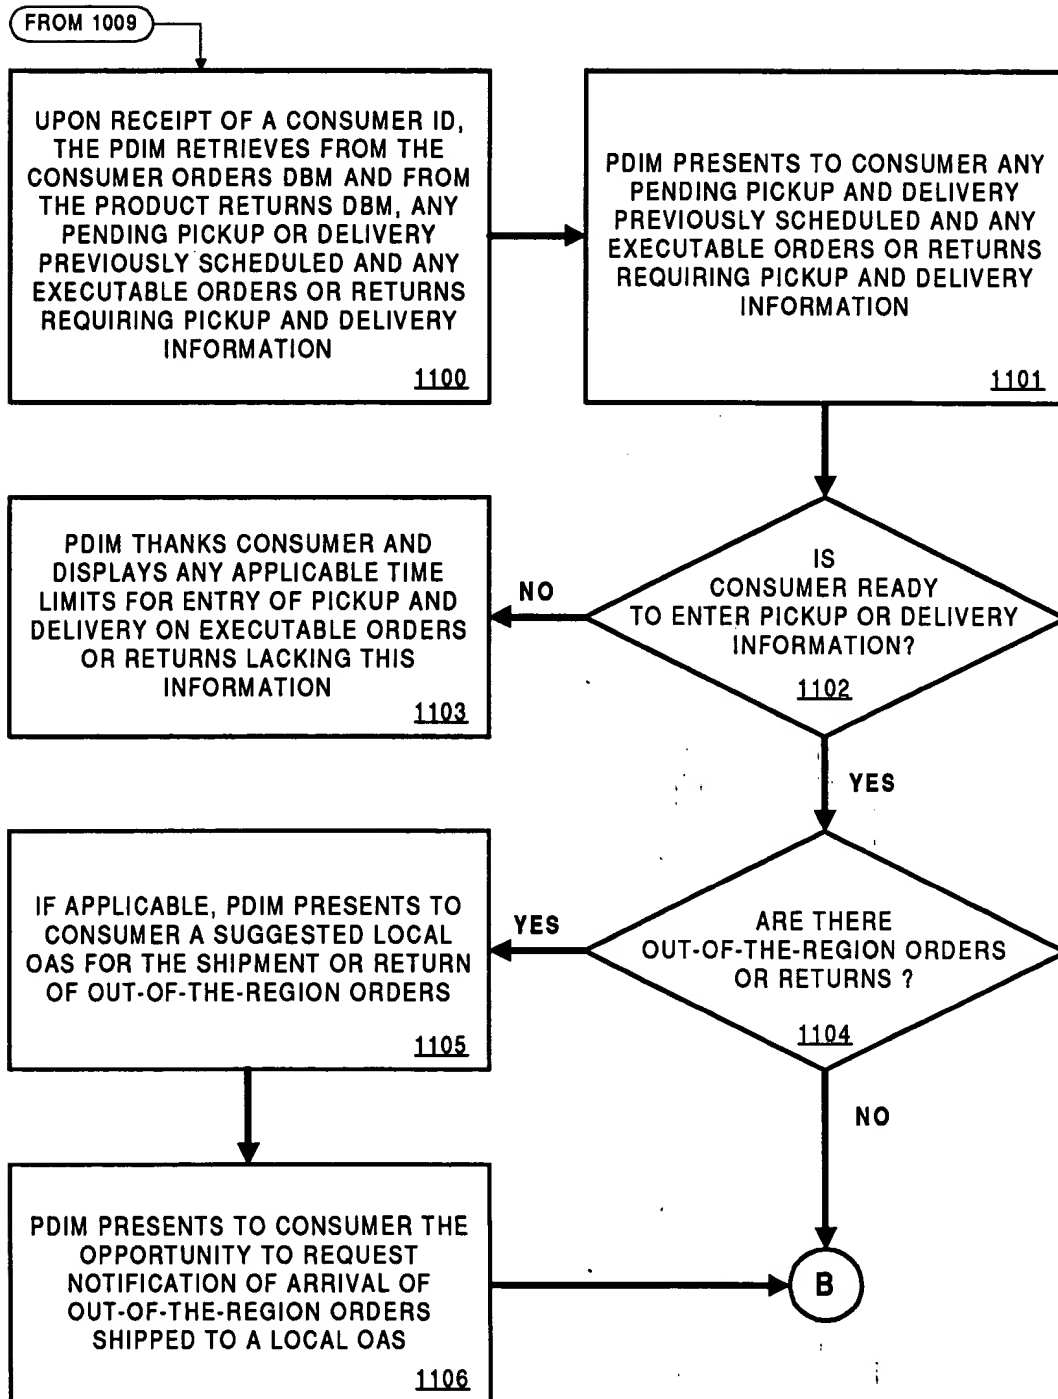 FROM 1009
UPON RECEIPT OF A CONSUMER ID,
THE PDIM RETRIEVES FROM THE
CONSUMER ORDERS DBM AND FROM
THE PRODUCT RETURNS DBM, ANY
PENDING PICKUP OR DELIVERY
PREVIOUSLY SCHEDULED AND ANY
EXECUTABLE ORDERS OR RETURNS
REQUIRING PICKUP AND DELIVERY
INFORMATION
1100
PDIM PRESENTS TO CONSUMER ANY
PENDING PICKUP AND DELIVERY
PREVIOUSLY SCHEDULED AND ANY
EXECUTABLE ORDERS OR RETURNS
REQUIRING PICKUP AND DELIVERY
INFORMATION
1101
IS
CONSUMER READY
TO ENTER PICKUP OR DELIVERY
INFORMATION?
1102
NO
PDIM THANKS CONSUMER AND
DISPLAYS ANY APPLICABLE TIME
LIMITS FOR ENTRY OF PICKUP AND
DELIVERY ON EXECUTABLE ORDERS
OR RETURNS LACKING THIS
INFORMATION
1103
YES
ARE THERE
OUT-OF-THE-REGION ORDERS
OR RETURNS ?
1104
YES
IF APPLICABLE, PDIM PRESENTS TO
CONSUMER A SUGGESTED LOCAL
OAS FOR THE SHIPMENT OR RETURN
OF OUT-OF-THE-REGION ORDERS
1105
NO
PDIM PRESENTS TO CONSUMER THE
OPPORTUNITY TO REQUEST
NOTIFICATION OF ARRIVAL OF
OUT-OF-THE-REGION ORDERS
SHIPPED TO A LOCAL OAS
1106
B